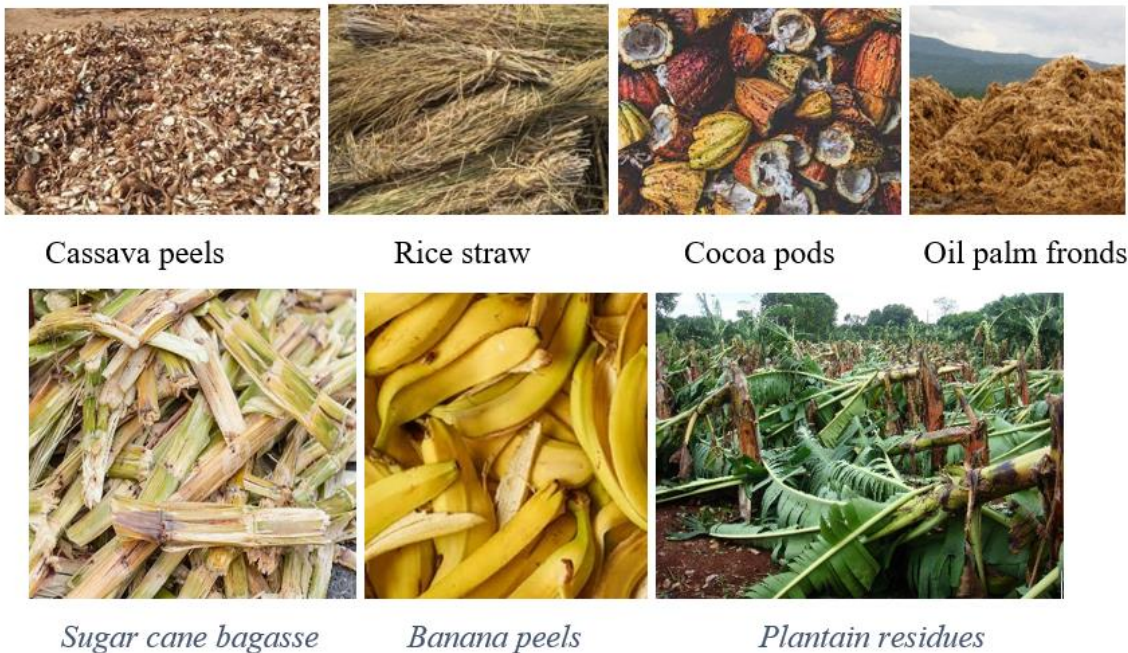 Cassava peels
Rice straw
Cocoa pods
Oil palm fronds
Sugar cane bagasse
Banana peels
Plantain residues